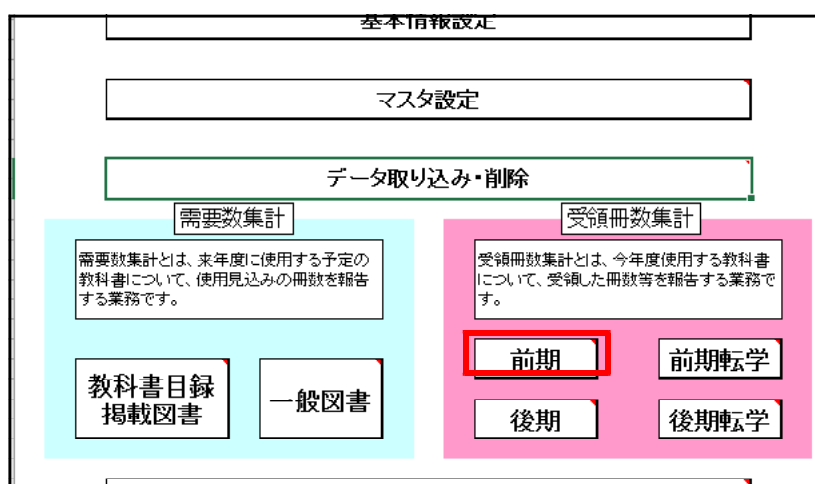 基本情報設定
マスタ設定
データ取り込み・削除
需要数集計
需要数集計とは、来年度に使用する予定の
教科書について、使用見込みの冊数を報告
する業務です。
教科書目録
掲載図書
一般図書
受領冊数集計
受領冊数集計とは、今年度使用する教科書
について、受領した冊数等を報告する業務で
す。
前期
前期転学
後期
後期転学